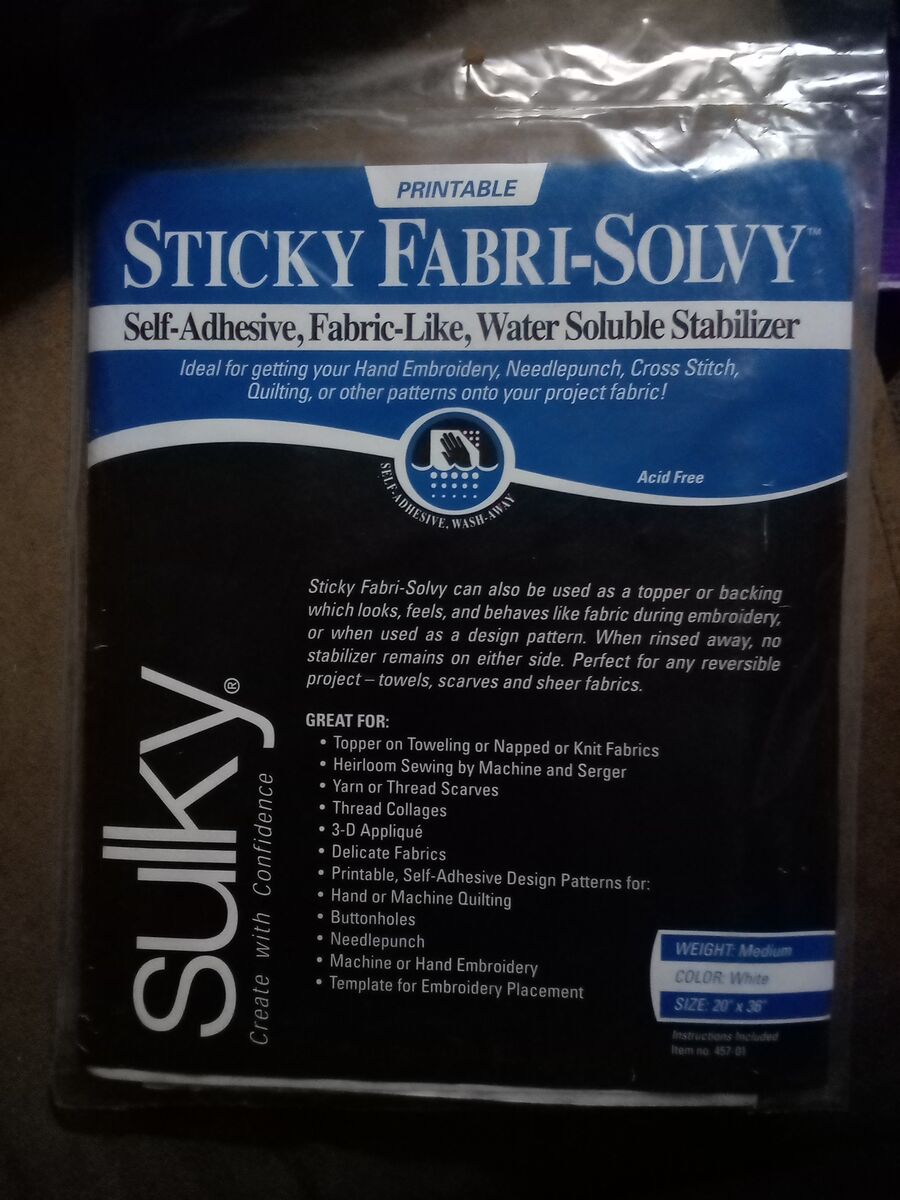 PRINTABLE
STICKY FABRI-SOLVY™
Self-Adhesive, Fabric-Like, Water Soluble Stabilizer
Ideal for getting your Hand Embroidery, Needlepunch, Cross Stitch,
Quilting, or other patterns onto your project fabric!
SELF-ADHESIVE, WASH-AWAY
Acid Free
Sticky Fabri-Solvy can also be used as a topper or backing
which looks, feels, and behaves like fabric during embroidery,
or when used as a design pattern. When rinsed away, no
stabilizer remains on either side. Perfect for any reversible
project – towels, scarves and sheer fabrics.
GREAT FOR:
• Topper on Toweling or Napped or Knit Fabrics
• Heirloom Sewing by Machine and Serger
• Yarn or Thread Scarves
• Thread Collages
• 3-D Appliqué
• Delicate Fabrics
• Printable, Self-Adhesive Design Patterns for:
• Hand or Machine Quilting
• Buttonholes
• Needlepunch
• Machine or Hand Embroidery
• Template for Embroidery Placement
sulky®
Create with Confidence
WEIGHT: Medium
COLOR: White
SIZE: 20" x 36"
Instructions Included
Item no. 457-01